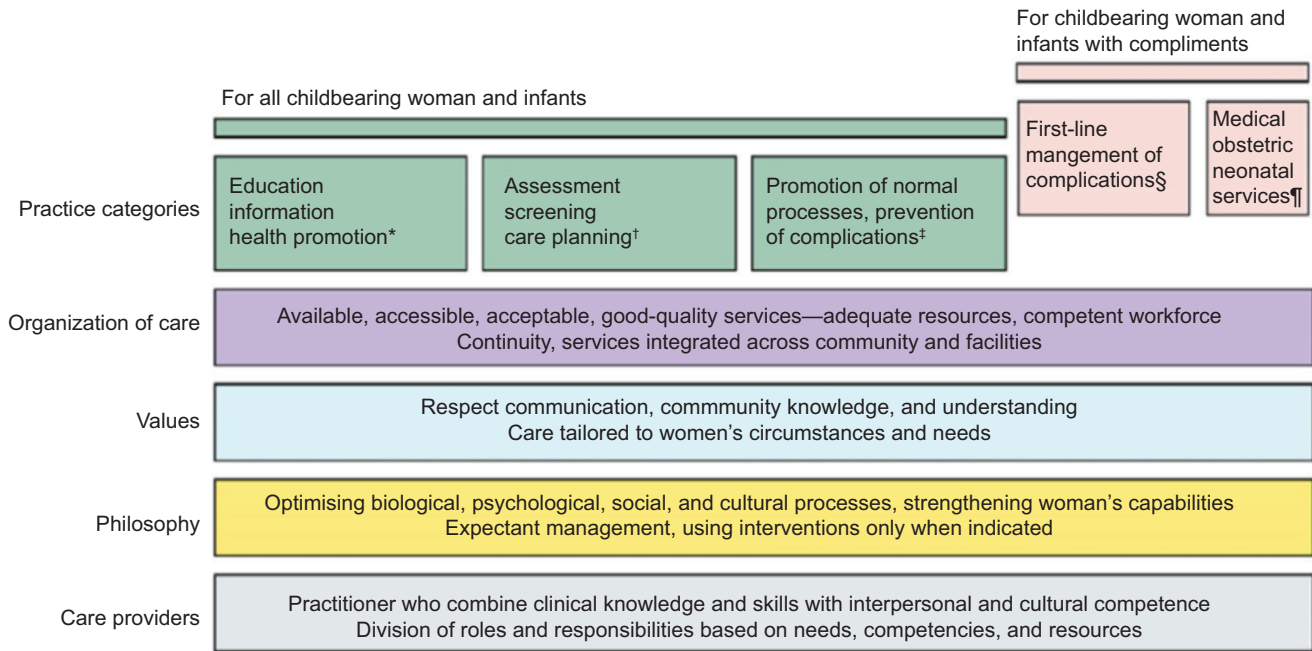 For childbearing woman and
infants with compliments
For all childbearing woman and infants
Practice categories
Education
information
health promotion*
Assessment
screening
care planning†
Promotion of normal
processes, prevention
of complications‡
First-line
mangement of
complications§
Medical
obstetric
neonatal
services¶
Organization of care
Available, accessible, acceptable, good-quality services—adequate resources, competent workforce
Continuity, services integrated across community and facilities
Values
Respect communication, commmunity knowledge, and understanding
Care tailored to women's circumstances and needs
Philosophy
Optimising biological, psychological, social, and cultural processes, strengthening woman's capabilities
Expectant management, using interventions only when indicated
Care providers
Practitioner who combine clinical knowledge and skills with interpersonal and cultural competence
Division of roles and responsibilities based on needs, competencies, and resources